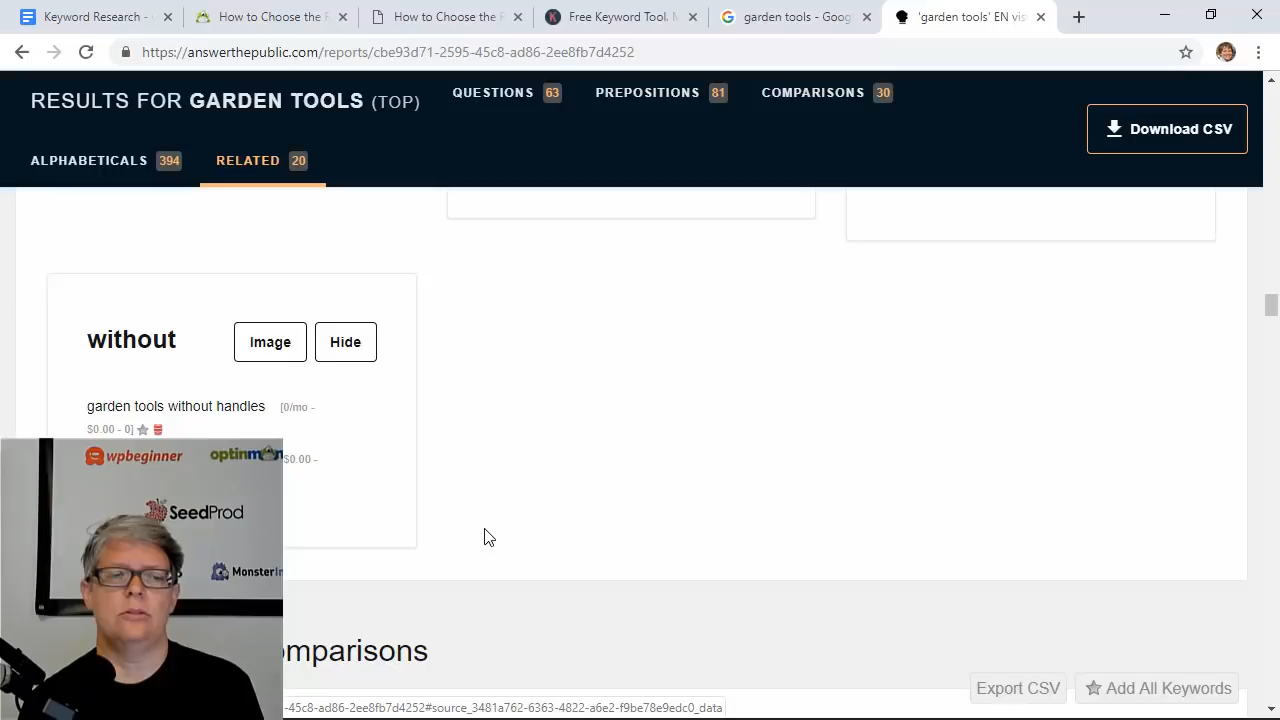 Keyword Research -
How to Choose the
How to Choose the
Free Keyword Tool
garden tools - Goog
'garden tools' EN vis
https://answerthepublic.com/reports/cbe93d71-2595-45c8-ad86-2ee8fb7d4252
RESULTS FOR GARDEN TOOLS (TOP)
QUESTIONS 63
PREPOSITIONS 81
COMPARISONS 30
Download CSV
ALPHABETICALS 394
RELATED 20
without
Image
Hide
garden tools without handles [0/mo -
$0.00 - 0]
$0.00 -
wpbeginner
optinm
SeedProd
MonsterIn
omparisons
Export CSV
Add All Keywords
-45c8-ad86-2ee8fb7d4252#source_3481a762-6363-4822-a6e2-f9be78e9edc0_data